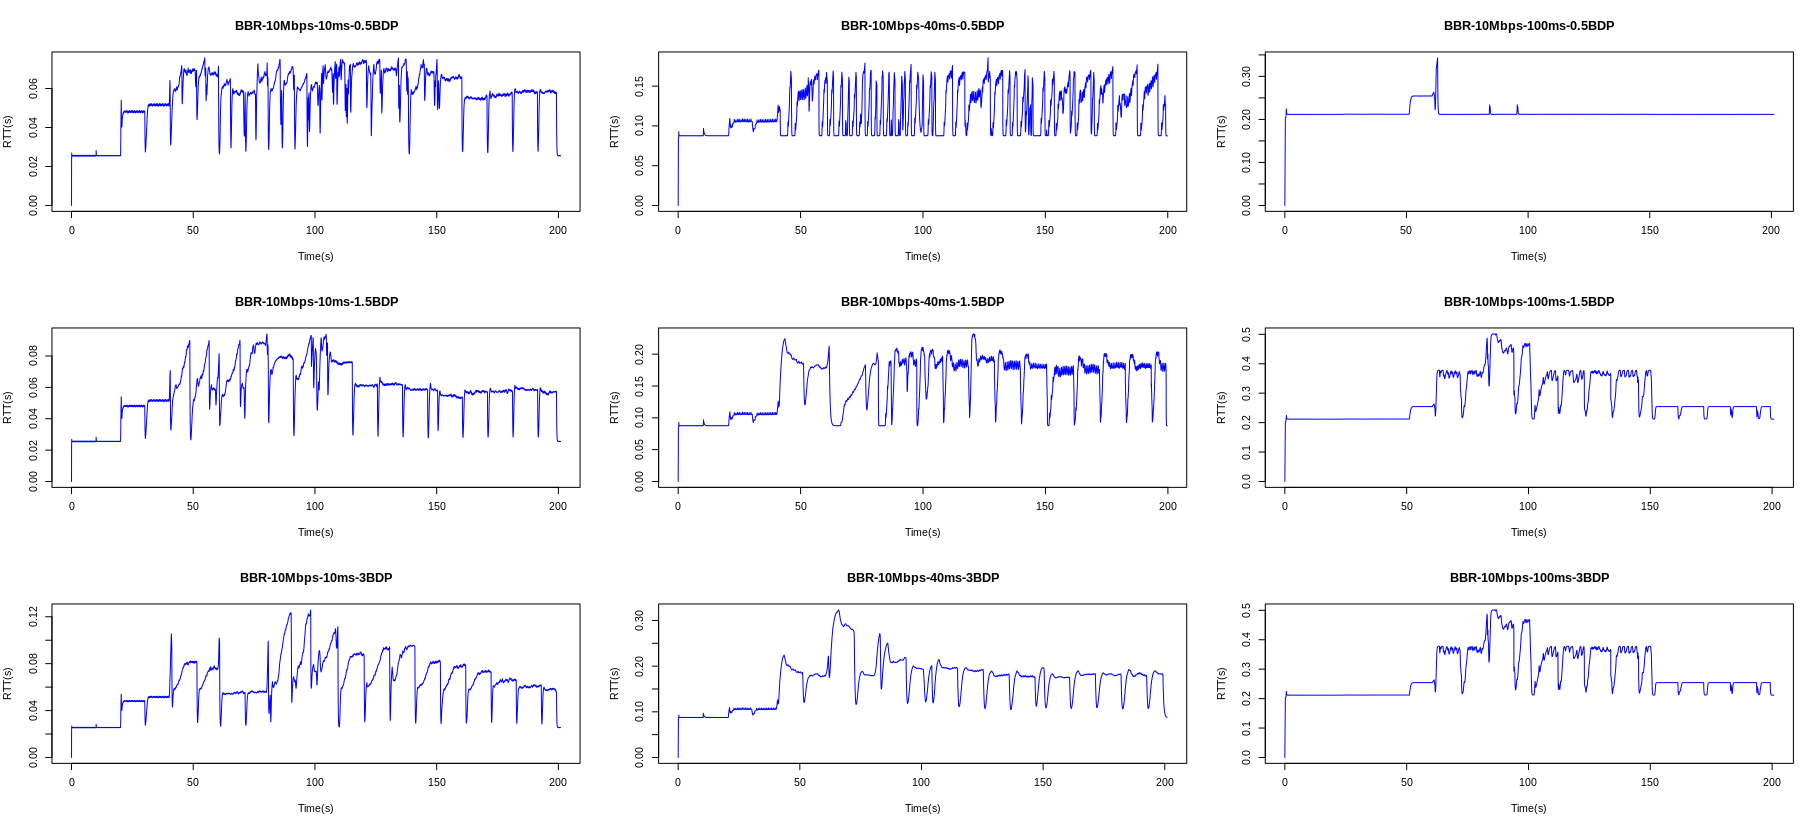 BBR-10Mbps-10ms-0.5BDP
RTT(s)
0.00 0.02 0.04 0.06
0 50 100 150 200
Time(s)
BBR-10Mbps-40ms-0.5BDP
RTT(s)
0.00 0.05 0.10 0.15
0 50 100 150 200
Time(s)
BBR-10Mbps-100ms-0.5BDP
RTT(s)
0.00 0.10 0.20 0.30
0 50 100 150 200
Time(s)
BBR-10Mbps-10ms-1.5BDP
RTT(s)
0.00 0.02 0.04 0.06 0.08
0 50 100 150 200
Time(s)
BBR-10Mbps-40ms-1.5BDP
RTT(s)
0.00 0.05 0.10 0.15 0.20
0 50 100 150 200
Time(s)
BBR-10Mbps-100ms-1.5BDP
RTT(s)
0.0 0.1 0.2 0.3 0.4 0.5
0 50 100 150 200
Time(s)
BBR-10Mbps-10ms-3BDP
RTT(s)
0.00 0.04 0.08 0.12
0 50 100 150 200
Time(s)
BBR-10Mbps-40ms-3BDP
RTT(s)
0.00 0.10 0.20 0.30
0 50 100 150 200
Time(s)
BBR-10Mbps-100ms-3BDP
RTT(s)
0.0 0.1 0.2 0.3 0.4 0.5
0 50 100 150 200
Time(s)